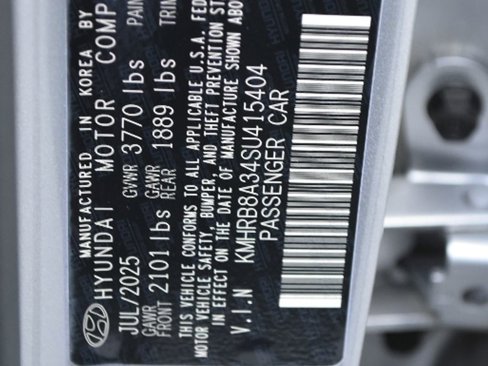 MANUFACTURED IN KOREA BY
HYUNDAI MOTOR COMP
JUL/2025 GVWR 3770 lbs PAIN
GAWR FRONT 2101 lbs GAWR REAR 1889 lbs TRIM
THIS VEHICLE CONFORMS TO ALL APPLICABLE U.S.A. FED
MOTOR VEHICLE SAFETY, BUMPER, AND THEFT PREVENTION ST
IN EFFECT ON THE DATE OF MANUFACTURE SHOWN ABO
V.I.N KMHRB8A34SU415404
PASSENGER CAR